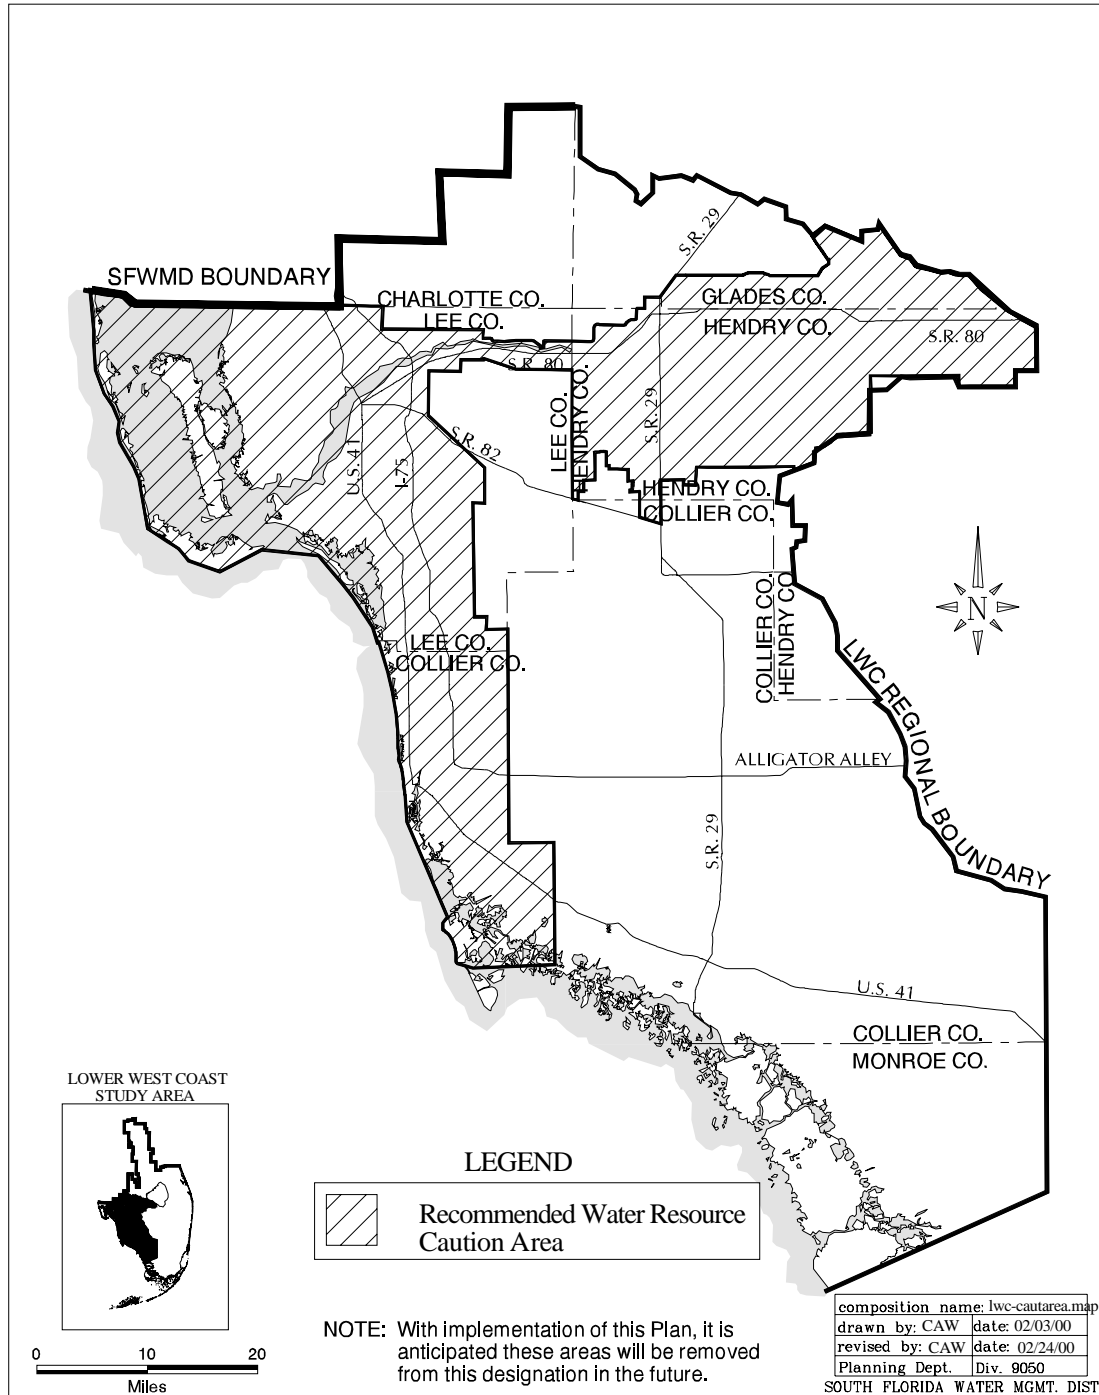 SFWMD BOUNDARY
S.R. 29
CHARLOTTE CO.
LEE CO.
GLADES CO.
HENDRY CO.
S.R. 80
S.R. 80
LEE CO.
HENDRY CO.
S.R. 29
S.R. 82
U.S. 41
I-75
HENDRY CO.
COLLIER CO.
N
COLLIER CO.
HENDRY CO.
LEE CO.
COLLIER CO.
LWC REGIONAL BOUNDARY
ALLIGATOR ALLEY
S.R. 29
U.S. 41
COLLIER CO.
MONROE CO.
LOWER WEST COAST
STUDY AREA
LEGEND
Recommended Water Resource
Caution Area
NOTE: With implementation of this Plan, it is
anticipated these areas will be removed
from this designation in the future.
0 10 20
Miles
composition name: lwc-cautarea.map
drawn by: CAW date: 02/03/00
revised by: CAW date: 02/24/00
Planning Dept. Div. 9050
SOUTH FLORIDA WATER MGMT. DIST